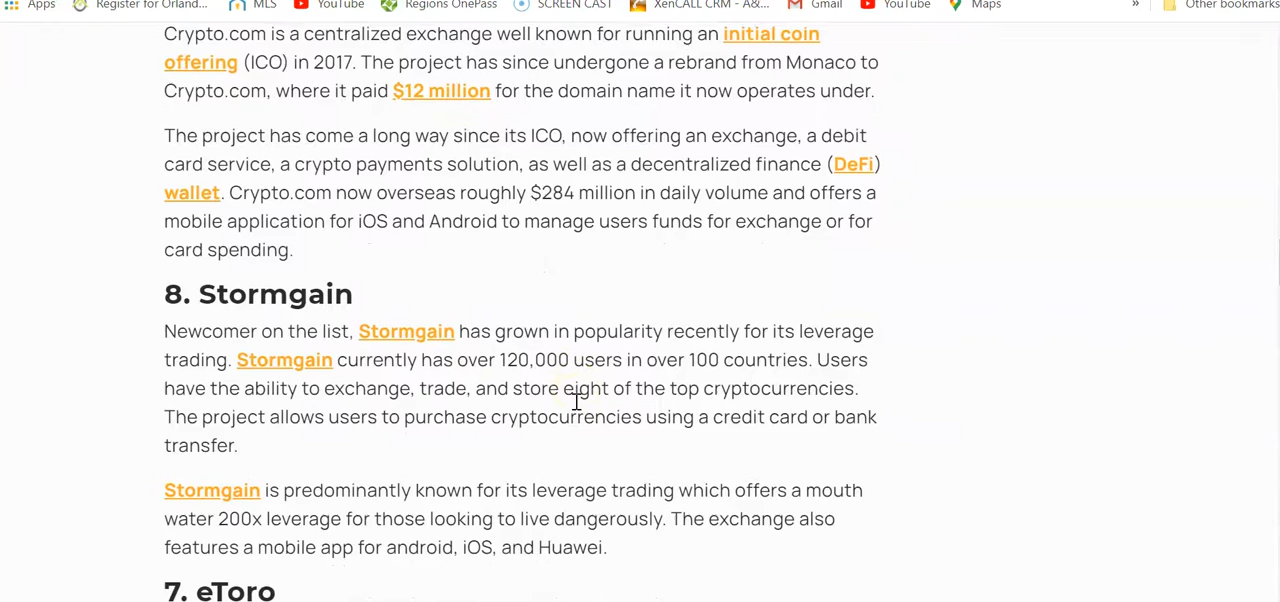 Apps Register for Orland... MLS YouTube Regions OnePass SCREEN CAST XenCALL CRM - A&... Gmail YouTube Maps » Other bookmarks
Crypto.com is a centralized exchange well known for running an initial coin
offering (ICO) in 2017. The project has since undergone a rebrand from Monaco to
Crypto.com, where it paid $12 million for the domain name it now operates under.
The project has come a long way since its ICO, now offering an exchange, a debit
card service, a crypto payments solution, as well as a decentralized finance (DeFi)
wallet. Crypto.com now overseas roughly $284 million in daily volume and offers a
mobile application for iOS and Android to manage users funds for exchange or for
card spending.
8. Stormgain
Newcomer on the list, Stormgain has grown in popularity recently for its leverage
trading. Stormgain currently has over 120,000 users in over 100 countries. Users
have the ability to exchange, trade, and store eight of the top cryptocurrencies.
The project allows users to purchase cryptocurrencies using a credit card or bank
transfer.
Stormgain is predominantly known for its leverage trading which offers a mouth
water 200x leverage for those looking to live dangerously. The exchange also
features a mobile app for android, iOS, and Huawei.
7. eToro